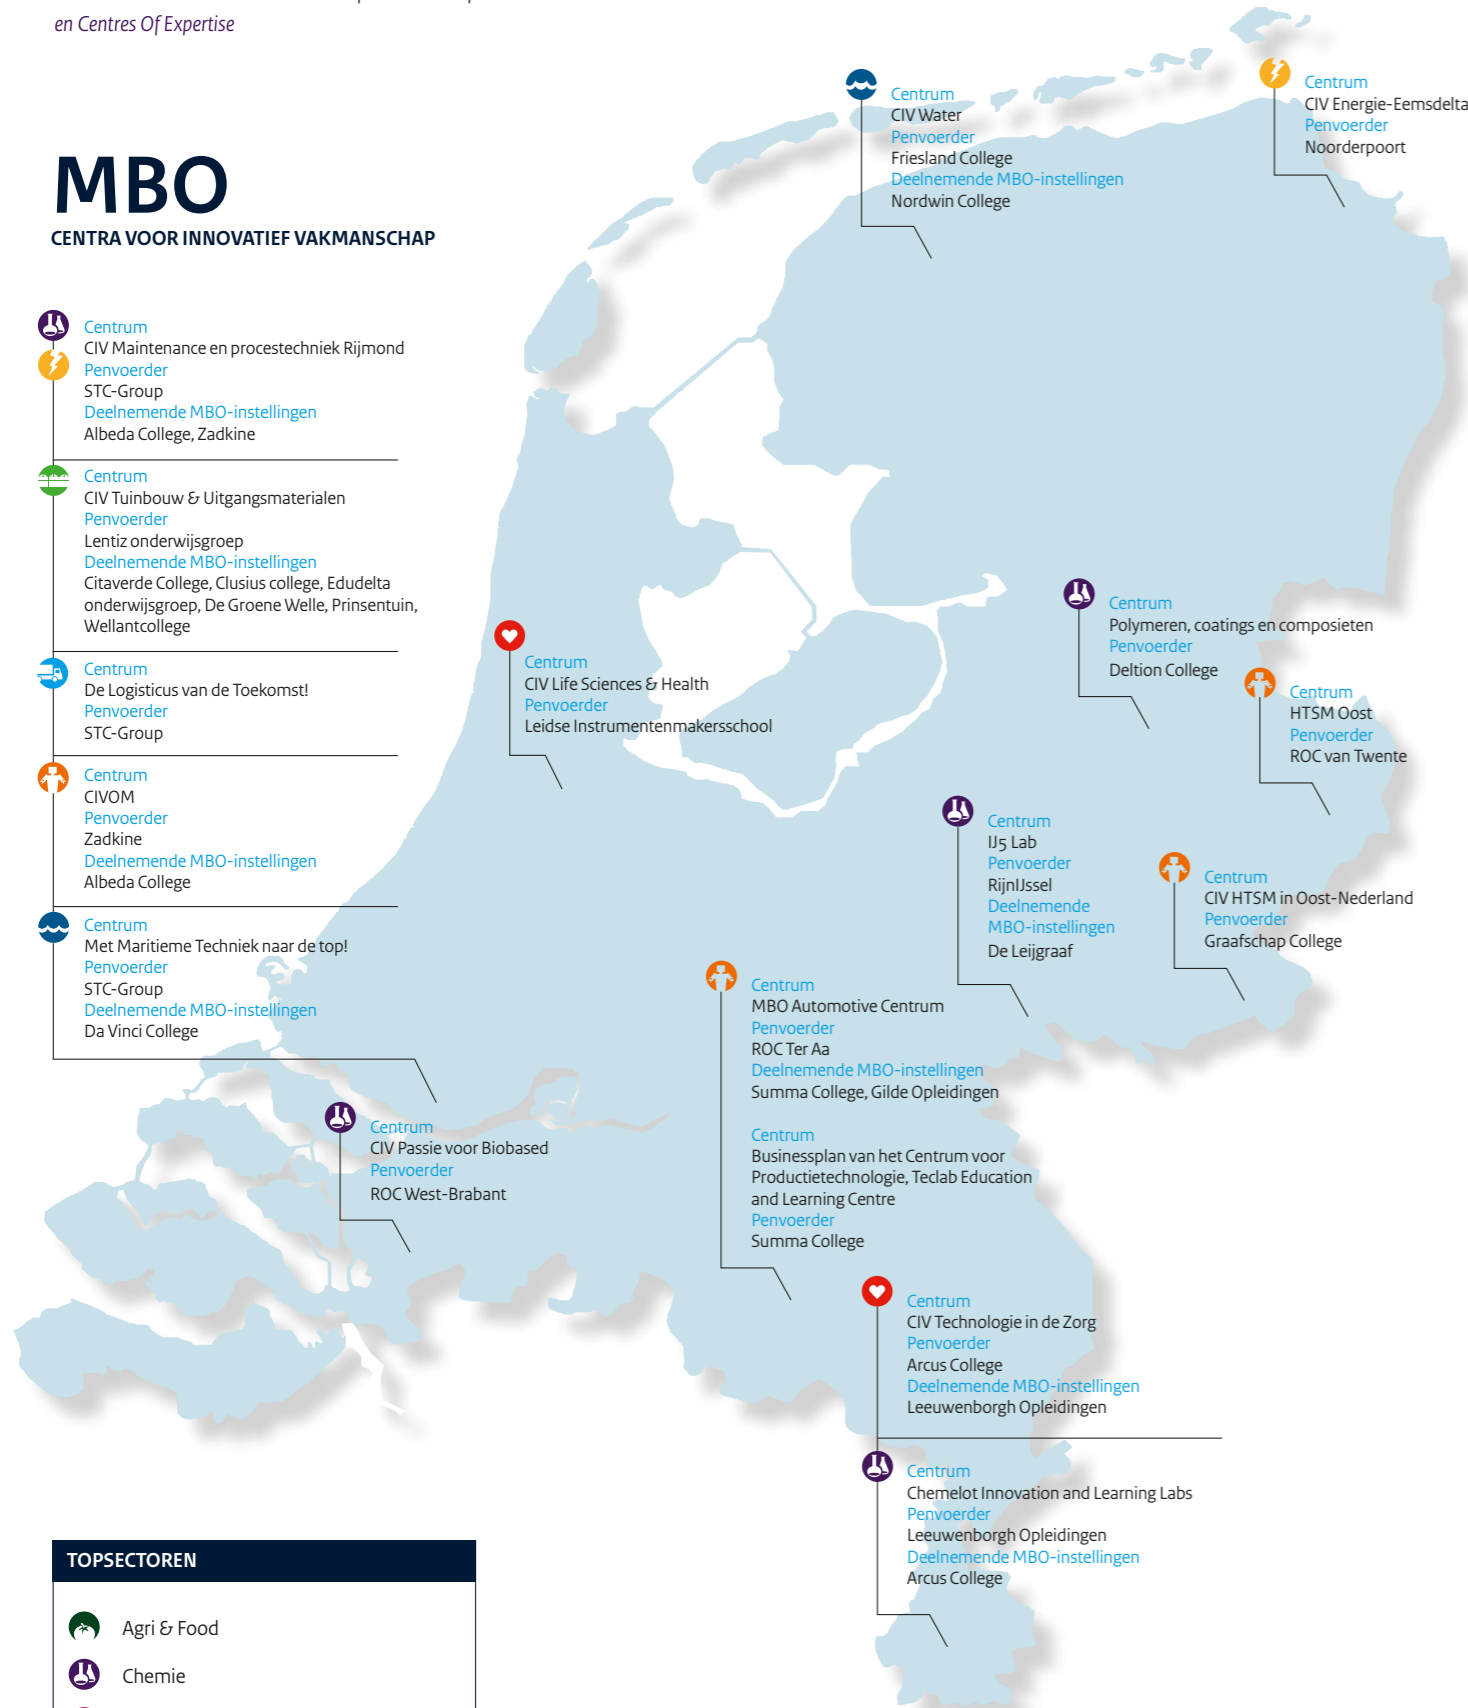 en Centres Of Expertise
MBO
CENTRA VOOR INNOVATIEF VAKMANSCHAP
Centrum
CIV Maintenance en procestechniek Rijmond
Penvoerder
STC-Group
Deelnemende MBO-instellingen
Albeda College, Zadkine
Centrum
CIV Tuinbouw & Uitgangsmaterialen
Penvoerder
Lentiz onderwijsgroep
Deelnemende MBO-instellingen
Citaverde College, Clusius college, Edudelta
onderwijsgroep, De Groene Welle, Prinsentuin,
Wellantcollege
Centrum
De Logisticus van de Toekomst!
Penvoerder
STC-Group
Centrum
CIVOM
Penvoerder
Zadkine
Deelnemende MBO-instellingen
Albeda College
Centrum
Met Maritieme Techniek naar de top!
Penvoerder
STC-Group
Deelnemende MBO-instellingen
Da Vinci College
Centrum
CIV Water
Penvoerder
Friesland College
Deelnemende MBO-instellingen
Nordwin College
Centrum
CIV Energie-Eemsdelta
Penvoerder
Noorderpoort
Centrum
CIV Life Sciences & Health
Penvoerder
Leidse Instrumentenmakersschool
Centrum
Polymeren, coatings en composieten
Penvoerder
Deltion College
Centrum
HTSM Oost
Penvoerder
ROC van Twente
Centrum
IJ5 Lab
Penvoerder
RijnIJssel
Deelnemende
MBO-instellingen
De Leijgraaf
Centrum
CIV HTSM in Oost-Nederland
Penvoerder
Graafschap College
Centrum
MBO Automotive Centrum
Penvoerder
ROC Ter Aa
Deelnemende MBO-instellingen
Summa College, Gilde Opleidingen
Centrum
Businessplan van het Centrum voor
Productietechnologie, Teclab Education
and Learning Centre
Penvoerder
Summa College
Centrum
CIV Passie voor Biobased
Penvoerder
ROC West-Brabant
Centrum
CIV Technologie in de Zorg
Penvoerder
Arcus College
Deelnemende MBO-instellingen
Leeuwenborgh Opleidingen
Centrum
Chemelot Innovation and Learning Labs
Penvoerder
Leeuwenborgh Opleidingen
Deelnemende MBO-instellingen
Arcus College
TOPSECTOREN
Agri & Food
Chemie